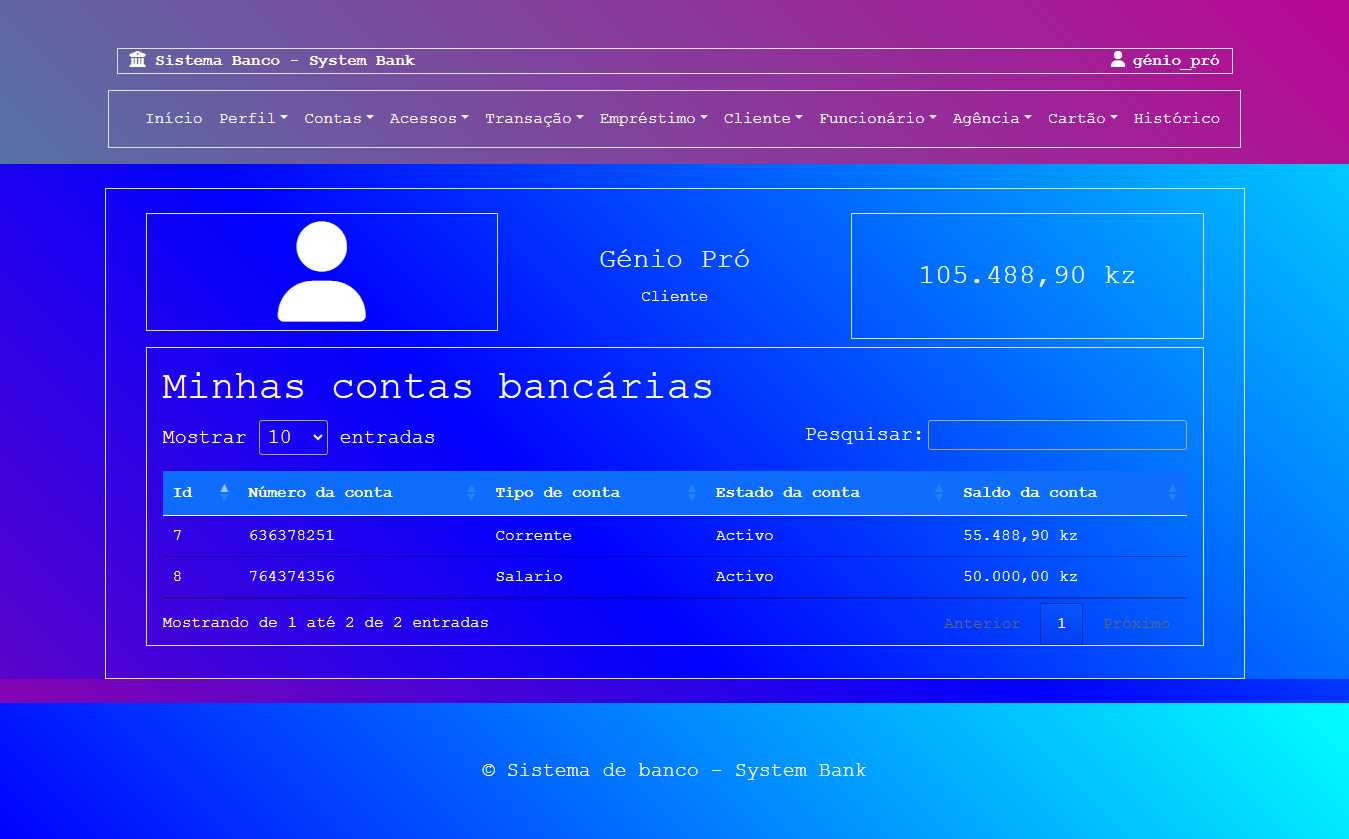 Sistema Banco - System Bank génio_pró
Início Perfil Contas Acessos Transação Empréstimo Cliente Funcionário Agência Cartão Histórico
Génio Pró
Cliente
105.488,90 kz
Minhas contas bancárias
Mostrar 10 entradas Pesquisar:
Id Número da conta Tipo de conta Estado da conta Saldo da conta
7 636378251 Corrente Activo 55.488,90 kz
8 764374356 Salario Activo 50.000,00 kz
Mostrando de 1 até 2 de 2 entradas Anterior 1 Próximo
© Sistema de banco - System Bank